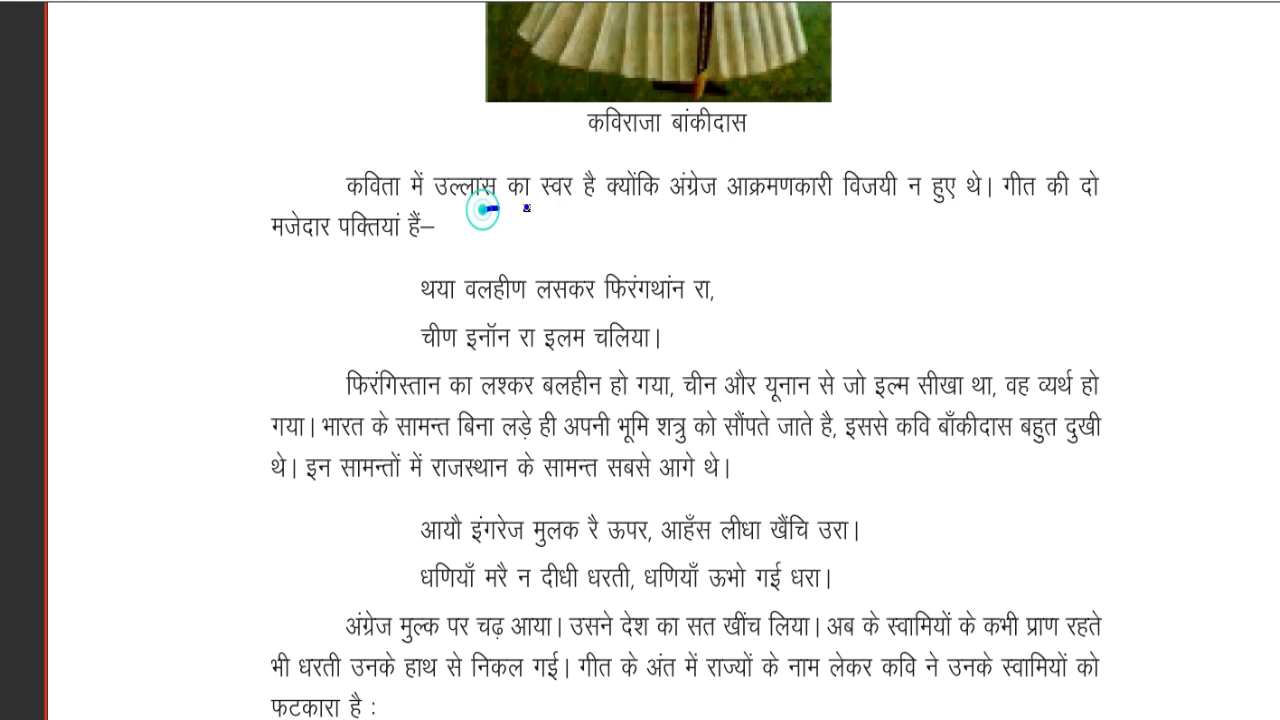 कविराजा बांकीदास
कविता में उल्लास का स्वर है क्योंकि अंग्रेज आक्रमणकारी विजयी न हुए थे। गीत की दो
मजेदार पक्तियां हैं–
थया वलहीण लसकर फिरंगथांन रा,
चीण इनॉन रा इलम चलिया।
फिरंगिस्तान का लश्कर बलहीन हो गया, चीन और यूनान से जो इल्म सीखा था, वह व्यर्थ हो
गया। भारत के सामन्त बिना लड़े ही अपनी भूमि शत्रु को सौंपते जाते है, इससे कवि बाँकीदास बहुत दुखी
थे। इन सामन्तों में राजस्थान के सामन्त सबसे आगे थे।
आयौ इंगरेज मुलक रै ऊपर, आहँस लीधा खैंचि उरा।
धणियाँ मरै न दीधी धरती, धणियाँ ऊभो गई धरा।
अंग्रेज मुल्क पर चढ़ आया। उसने देश का सत खींच लिया। अब के स्वामियों के कभी प्राण रहते
भी धरती उनके हाथ से निकल गई। गीत के अंत में राज्यों के नाम लेकर कवि ने उनके स्वामियों को
फटकारा है :